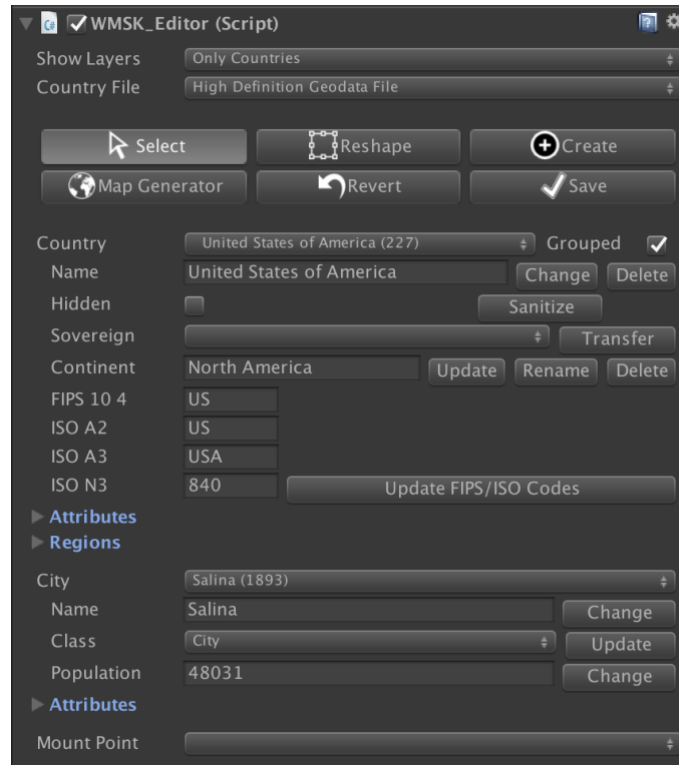 WMSK_Editor (Script)
Show Layers Only Countries
Country File High Definition Geodata File
Select Reshape Create
Map Generator Revert Save
Country United States of America (227) Grouped
Name United States of America Change Delete
Hidden Sanitize
Sovereign Transfer
Continent North America Update Rename Delete
FIPS 10 4 US
ISO A2 US
ISO A3 USA
ISO N3 840 Update FIPS/ISO Codes
Attributes
Regions
City Salina (1893)
Name Salina Change
Class City Update
Population 48031 Change
Attributes
Mount Point